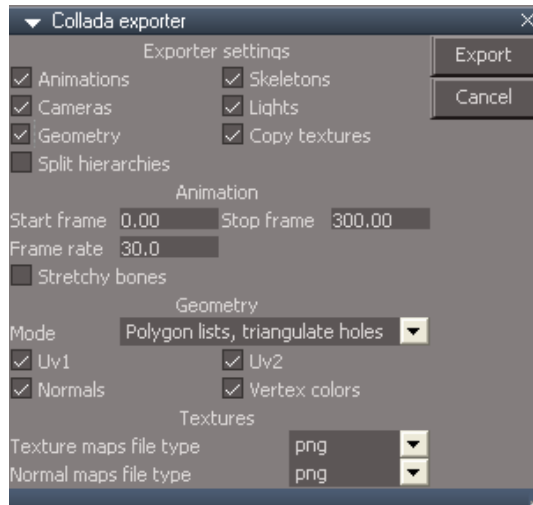 Collada exporter
Exporter settings
Export
Animations Skeletons
Cancel
Cameras Lights
Geometry Copy textures
Split hierarchies
Animation
Start frame 0.00 Stop frame 300.00
Frame rate 30.0
Stretchy bones
Geometry
Mode Polygon lists, triangulate holes
Uv1 Uv2
Normals Vertex colors
Textures
Texture maps file type png
Normal maps file type png